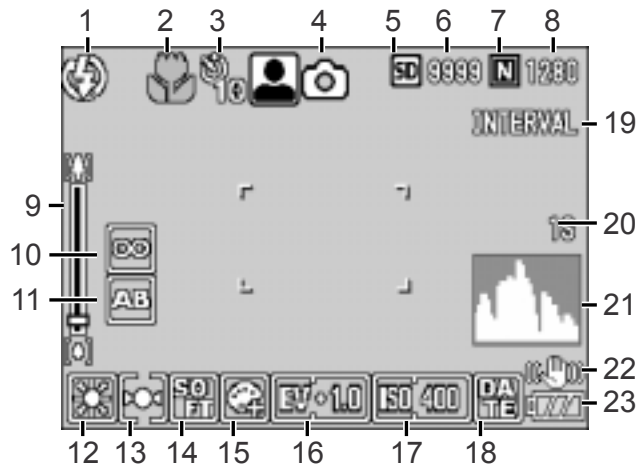 1 2 3 4 5 6 7 8
10 SD 9999 N 1280
INTERVAL 19
9
1S 20
10
AB 11
21
22
23
SO FT EV+1.0 ISO 400 DA TE
12 13 14 15 16 17 18